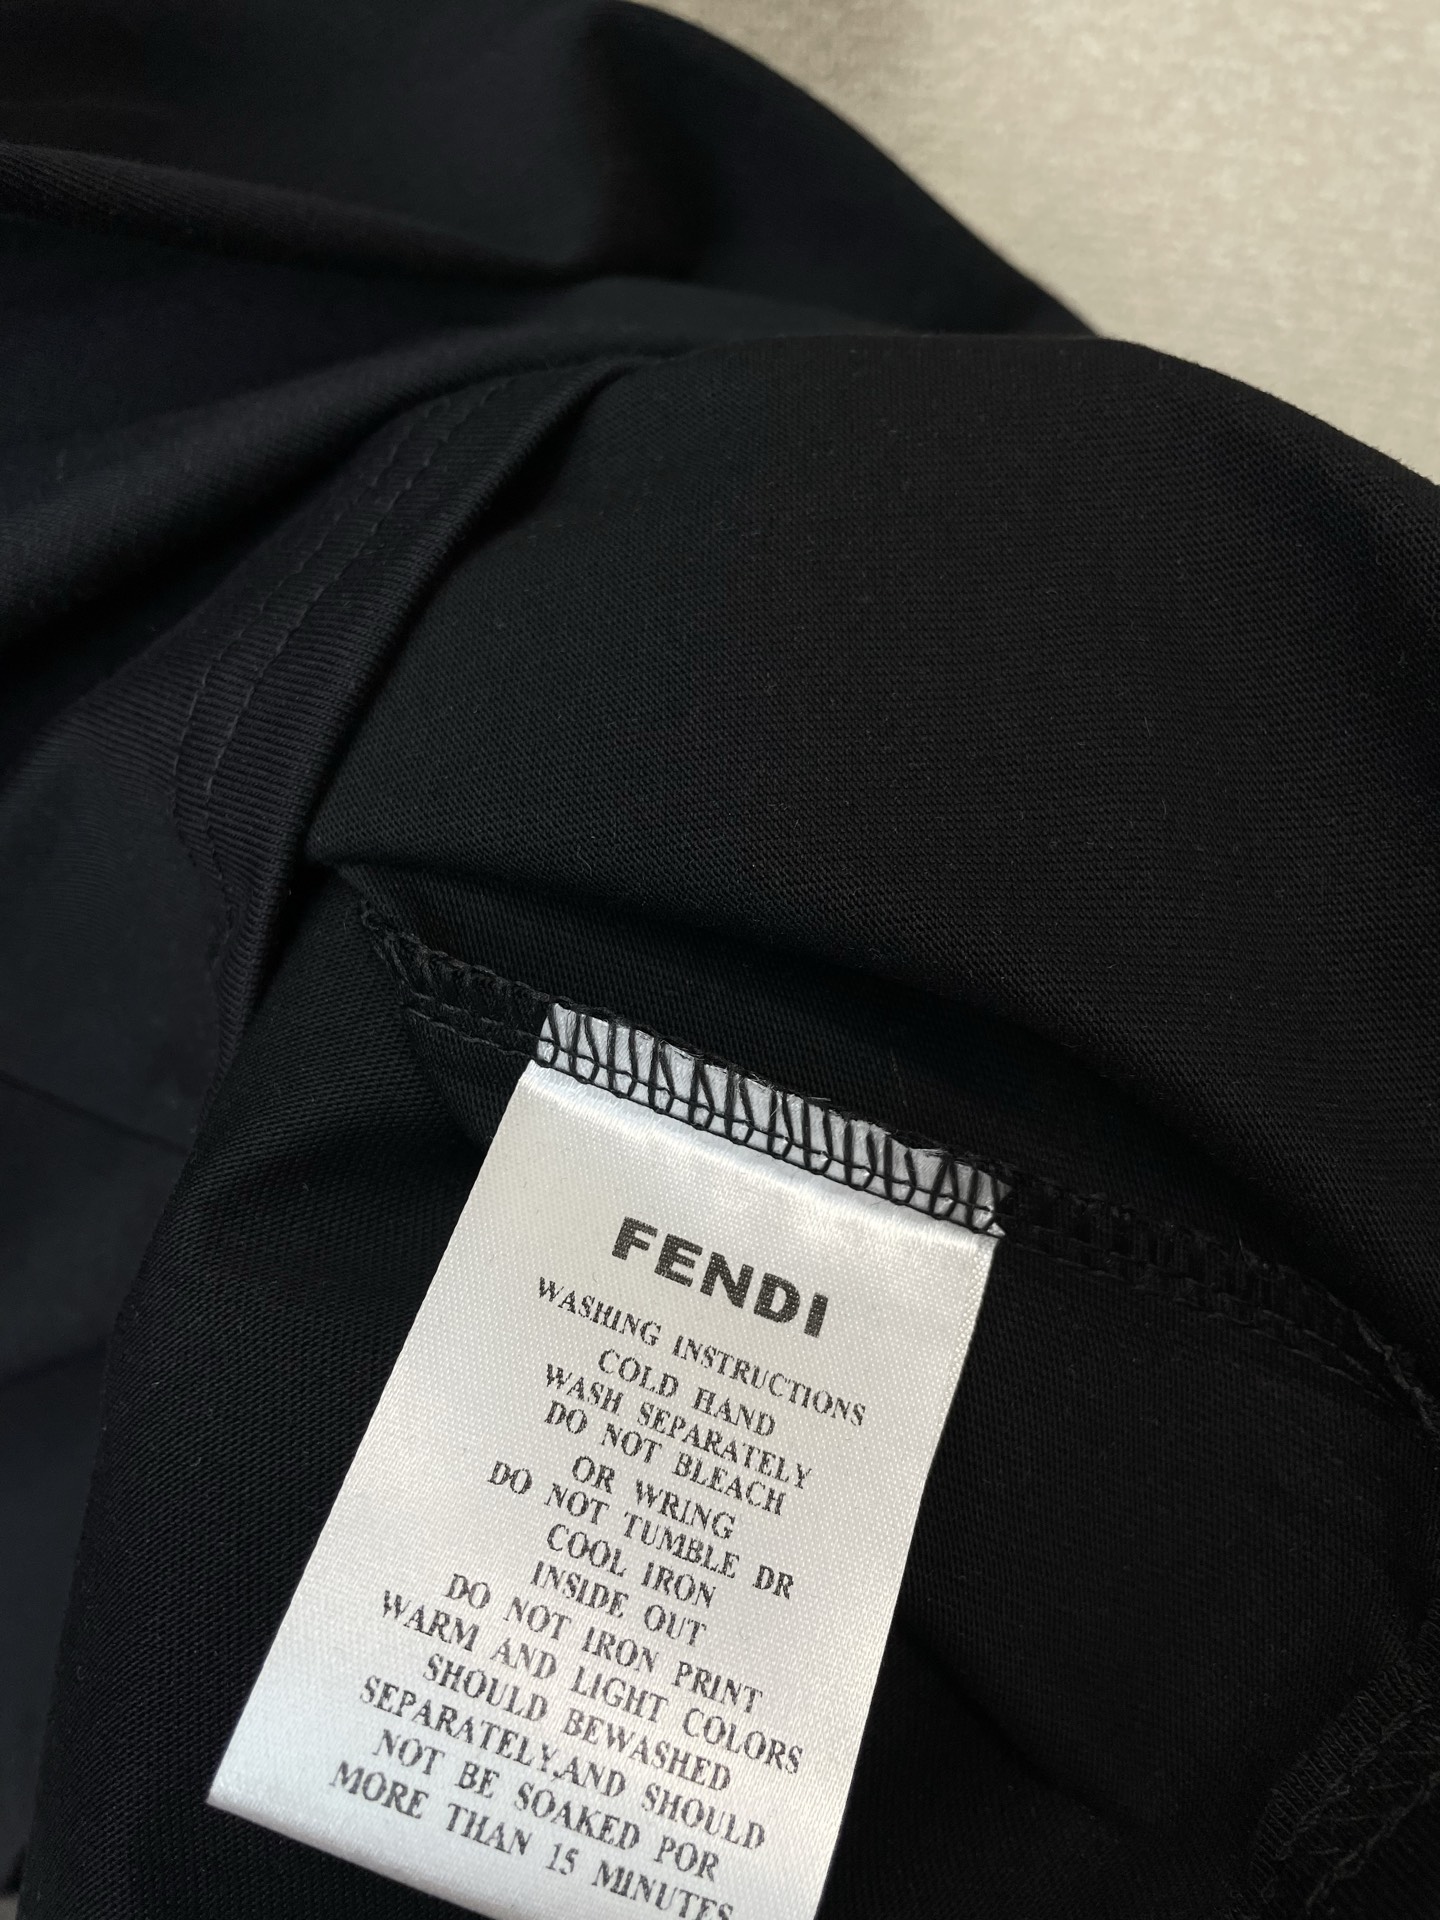 FENDI
WASHING INSTRUCTIONS
COLD HAND
WASH SEPARATELY
DO NOT BLEACH
OR WRING
DO NOT TUMBLE DR
COOL IRON
INSIDE OUT
DO NOT IRON PRINT
WARM AND LIGHT COLORS
SHOULD BEWASHED
SEPARATELY,AND SHOULD
NOT BE SOAKED POR
MORE THAN 15 MINUTES